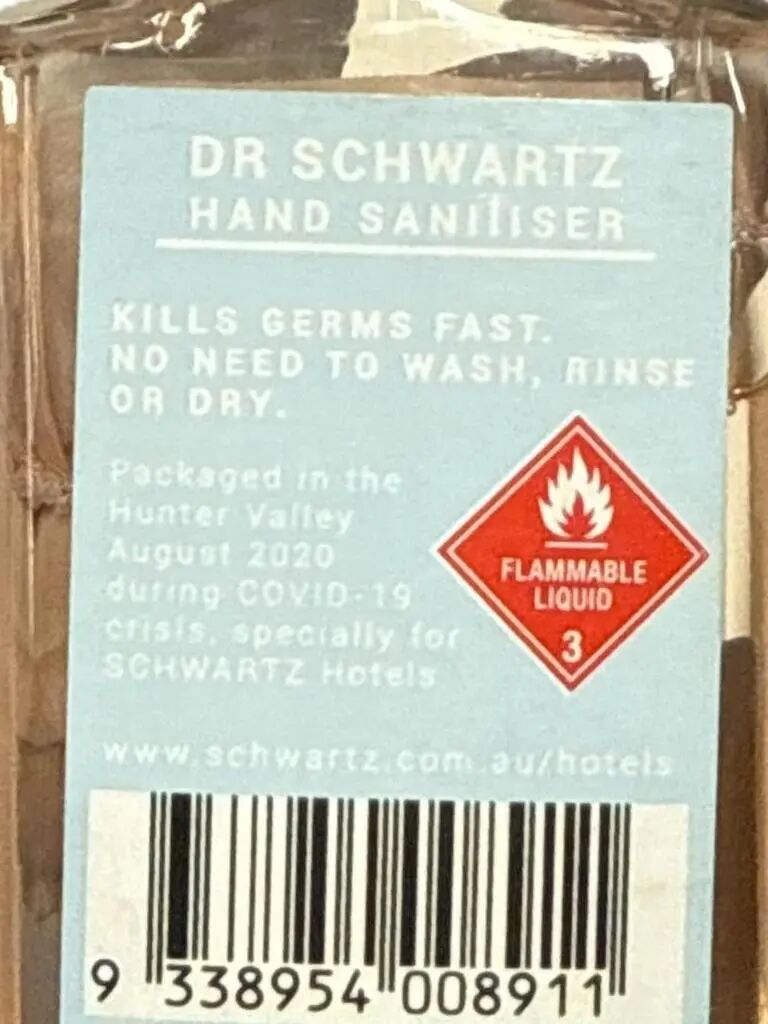 DR SCHWARTZ
HAND SANITISER
KILLS GERMS FAST.
NO NEED TO WASH, RINSE
OR DRY.
Packaged in the
Hunter Valley
August 2020
during COVID-19
crisis, specially for
SCHWARTZ Hotels
FLAMMABLE
LIQUID
3
www.schwartz.com.au/hotels
9 338954 008911